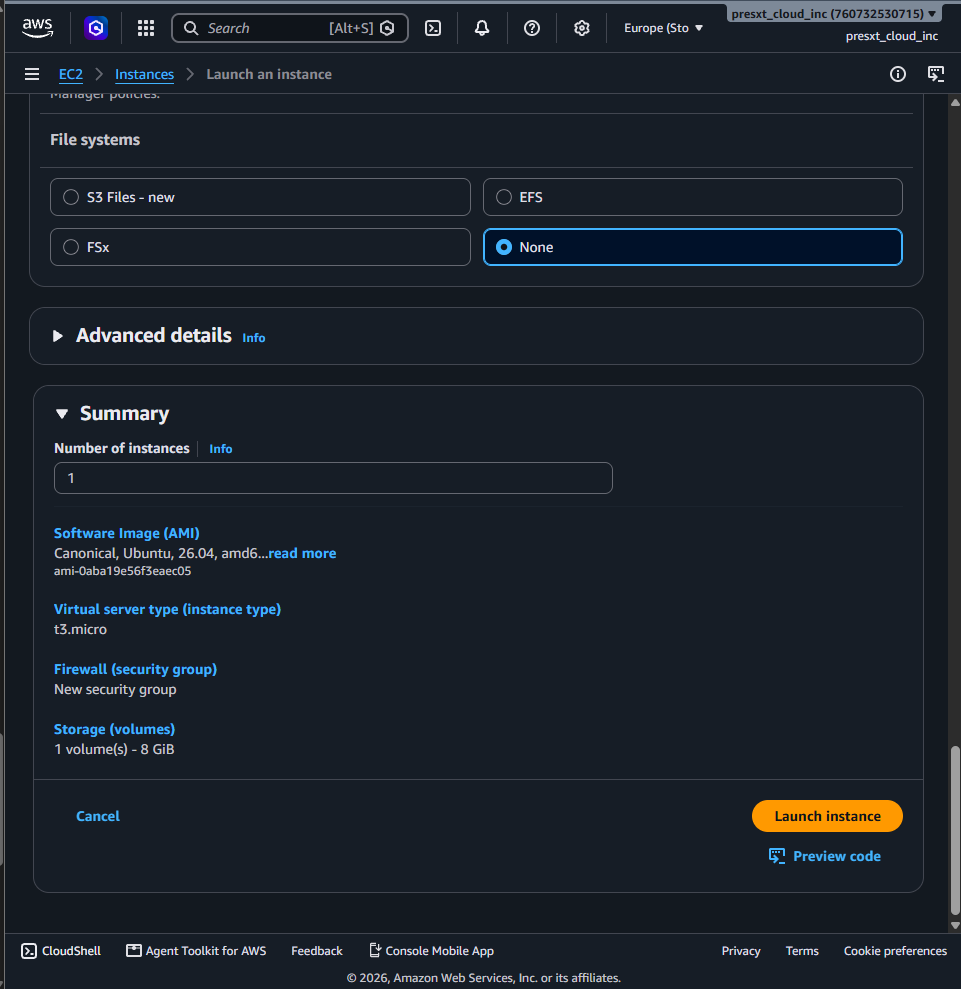 aws
Search [Alt+S]
Europe (Sto
presxt_cloud_inc (760732530715)
presxt_cloud_inc
EC2 Instances Launch an instance
Manager policies.
File systems
S3 Files - new
EFS
FSx
None
Advanced details Info
Summary
Number of instances Info
1
Software Image (AMI)
Canonical, Ubuntu, 26.04, amd6...read more
ami-0aba19e56f3eaec05
Virtual server type (instance type)
t3.micro
Firewall (security group)
New security group
Storage (volumes)
1 volume(s) - 8 GiB
Cancel
Launch instance
Preview code
CloudShell Agent Toolkit for AWS Feedback Console Mobile App Privacy Terms Cookie preferences
© 2026, Amazon Web Services, Inc. or its affiliates.